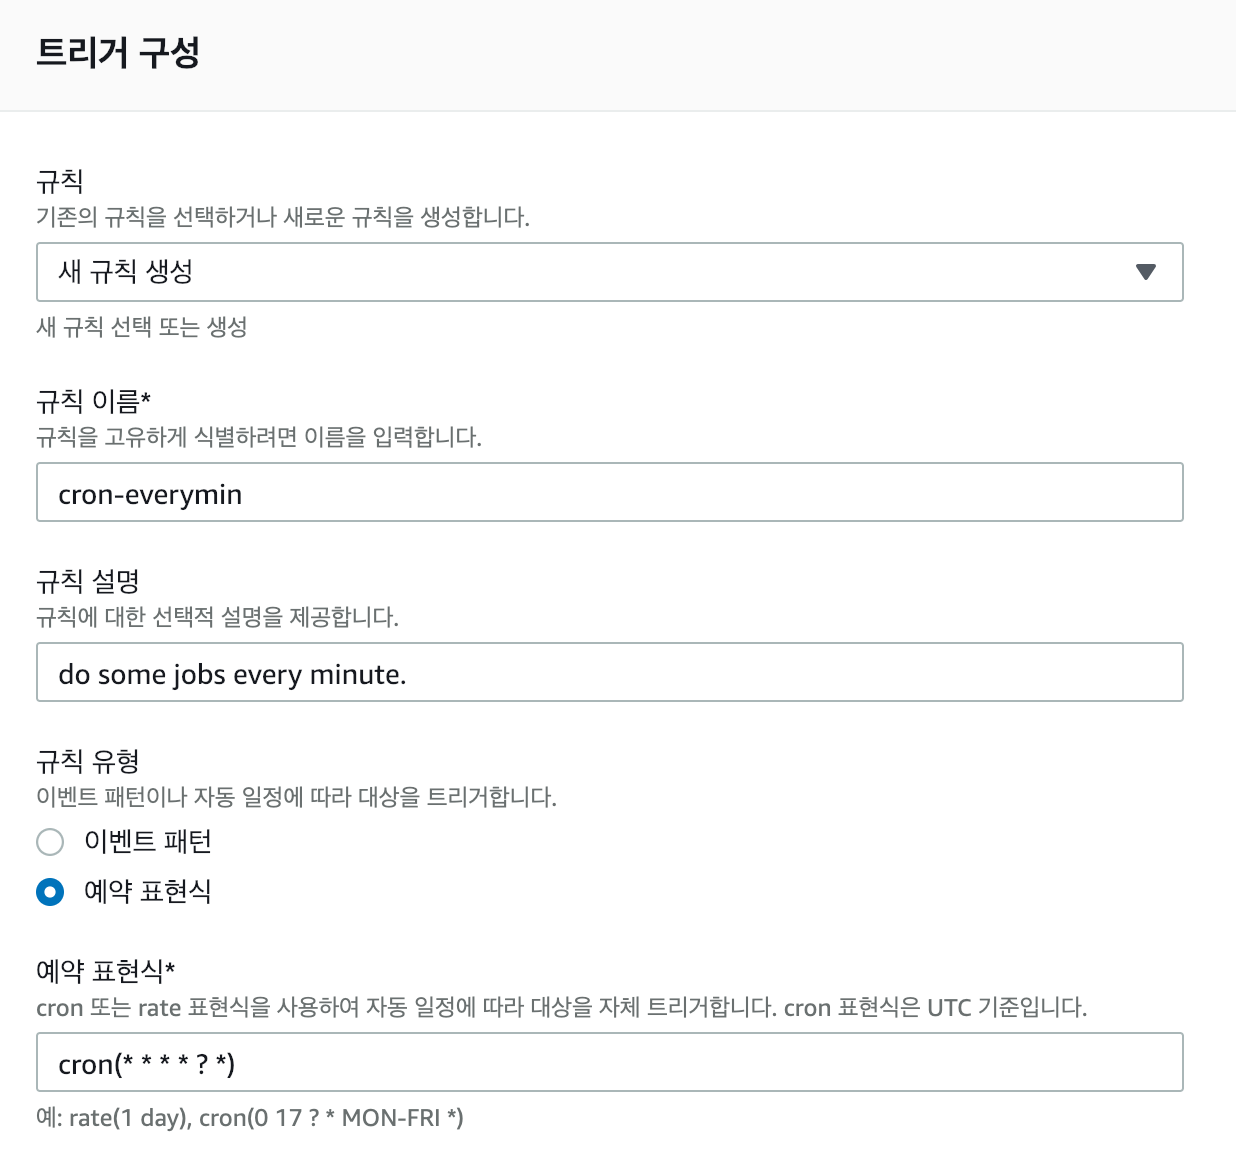 트리거 구성
규칙
기존의 규칙을 선택하거나 새로운 규칙을 생성합니다.
새 규칙 생성
새 규칙 선택 또는 생성
규칙 이름*
규칙을 고유하게 식별하려면 이름을 입력합니다.
cron-everymin
규칙 설명
규칙에 대한 선택적 설명을 제공합니다.
do some jobs every minute.
규칙 유형
이벤트 패턴이나 자동 일정에 따라 대상을 트리거합니다.
이벤트 패턴
예약 표현식
예약 표현식*
cron 또는 rate 표현식을 사용하여 자동 일정에 따라 대상을 자체 트리거합니다. cron 표현식은 UTC 기준입니다.
cron(* * * * ? *)
예: rate(1 day), cron(0 17 ? * MON-FRI *)